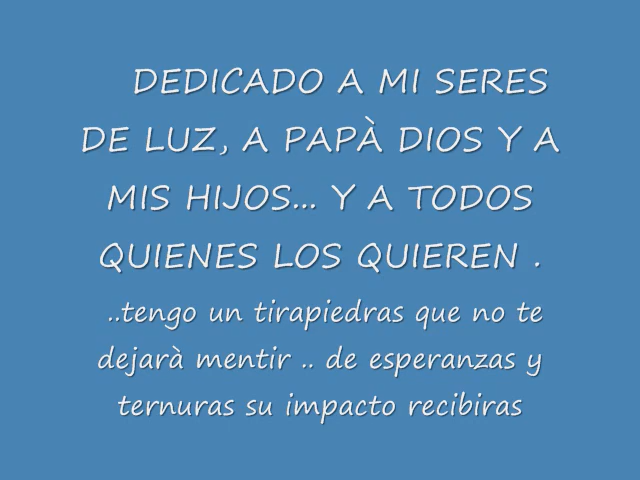 DEDICADO A MI SERES
DE LUZ, A PAPÀ DIOS Y A
MIS HIJOS... Y A TODOS
QUIENES LOS QUIEREN .
..tengo un tirapiedras que no te
dejarà mentir .. de esperanzas y
ternuras su impacto recibiras